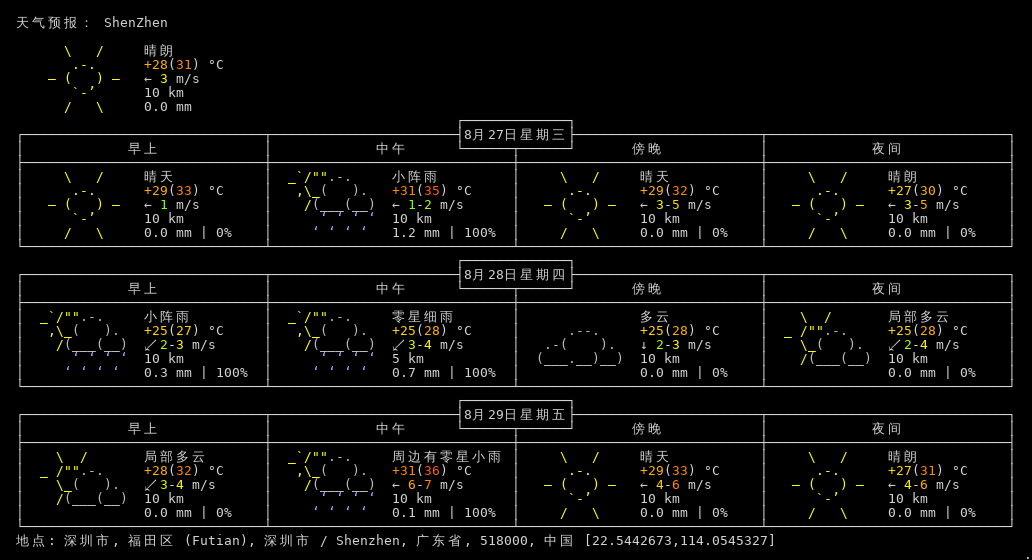 天气预报： ShenZhen
晴朗
+28(31) °C
← 3 m/s
10 km
0.0 mm
8月27日星期三
早上 中午 傍晚 夜间
晴天 小阵雨 晴天 晴朗
+29(33) °C +31(35) °C +29(32) °C +27(30) °C
← 1 m/s ← 1-2 m/s ← 3-5 m/s ← 3-5 m/s
10 km 10 km 10 km 10 km
0.0 mm | 0% 1.2 mm | 100% 0.0 mm | 0% 0.0 mm | 0%
8月28日星期四
早上 中午 傍晚 夜间
小阵雨 零星细雨 多云 局部多云
+25(27) °C +25(28) °C +25(28) °C +25(28) °C
↙ 2-3 m/s ↙ 3-4 m/s ↓ 2-3 m/s ↙ 2-4 m/s
10 km 5 km 10 km 10 km
0.3 mm | 100% 0.7 mm | 100% 0.0 mm | 0% 0.0 mm | 0%
8月29日星期五
早上 中午 傍晚 夜间
局部多云 周边有零星小雨 晴天 晴朗
+28(32) °C +31(36) °C +29(33) °C +27(31) °C
↙ 3-4 m/s ← 6-7 m/s ← 4-6 m/s ← 4-6 m/s
10 km 10 km 10 km 10 km
0.0 mm | 0% 0.1 mm | 100% 0.0 mm | 0% 0.0 mm | 0%
地点: 深圳市, 福田区 (Futian), 深圳市 / Shenzhen, 广东省, 518000, 中国 [22.5442673,114.0545327]